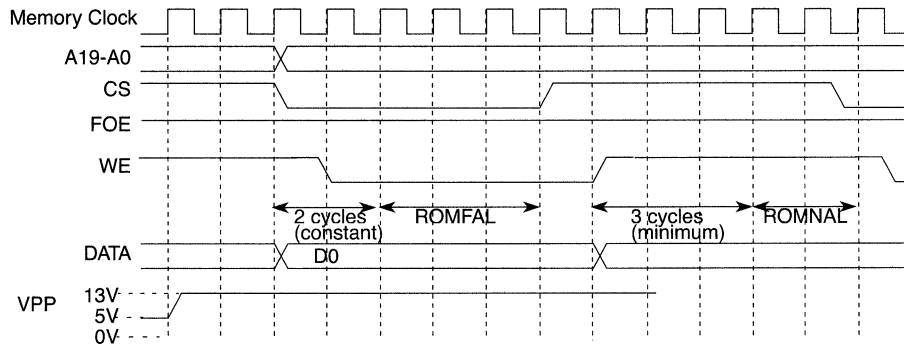 Memory Clock
A19-A0
CS
FOE
WE
2 cycles
(constant)
ROMFAL
3 cycles
(minimum)
ROMNAL
DATA
D0
VPP
13V
5V
0V